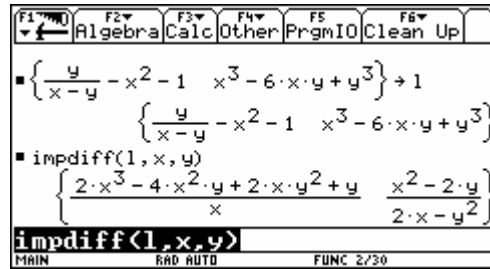 F1 F2 F3 F4 F5 F6
Algebra Calc Other PrgmIO Clean Up
{y/(x-y) - x^2 - 1 x^3 - 6·x·y + y^3} → l
{y/(x-y) - x^2 - 1 x^3 - 6·x·y + y^3}
impdiff(l,x,y)
{(2·x^3 - 4·x^2·y + 2·x·y^2 + y)/x (x^2 - 2·y)/(2·x - y^2)}
impdiff(l,x,y)
MAIN RAD AUTO FUNC 2/30